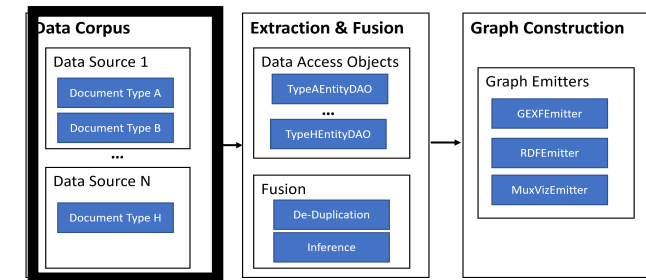 Data Corpus
Data Source 1
Document Type A
Document Type B
...
Data Source N
Document Type H
Extraction & Fusion
Data Access Objects
TypeAEntityDAO
...
TypeHEntityDAO
Fusion
De-Duplication
Inference
Graph Construction
Graph Emitters
GEXFEmitter
RDFEmitter
MuxVizEmitter